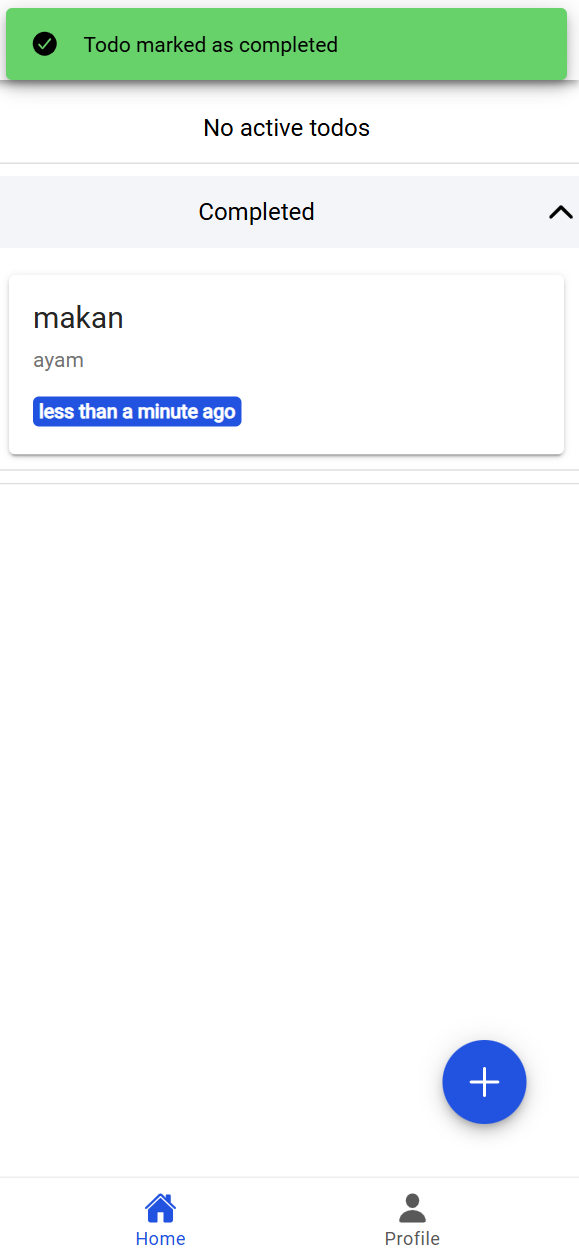 Todo marked as completed
No active todos
Completed
makan
ayam
less than a minute ago
Home
Profile